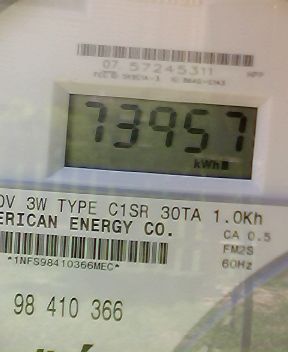 07 57245311
73957
kWh
0V 3W TYPE C1SR 30TA 1.0Kh
ERICAN ENERGY CO.
CA 0.5
FM2S
*1NFS98410366MEC*
60Hz
98 410 366